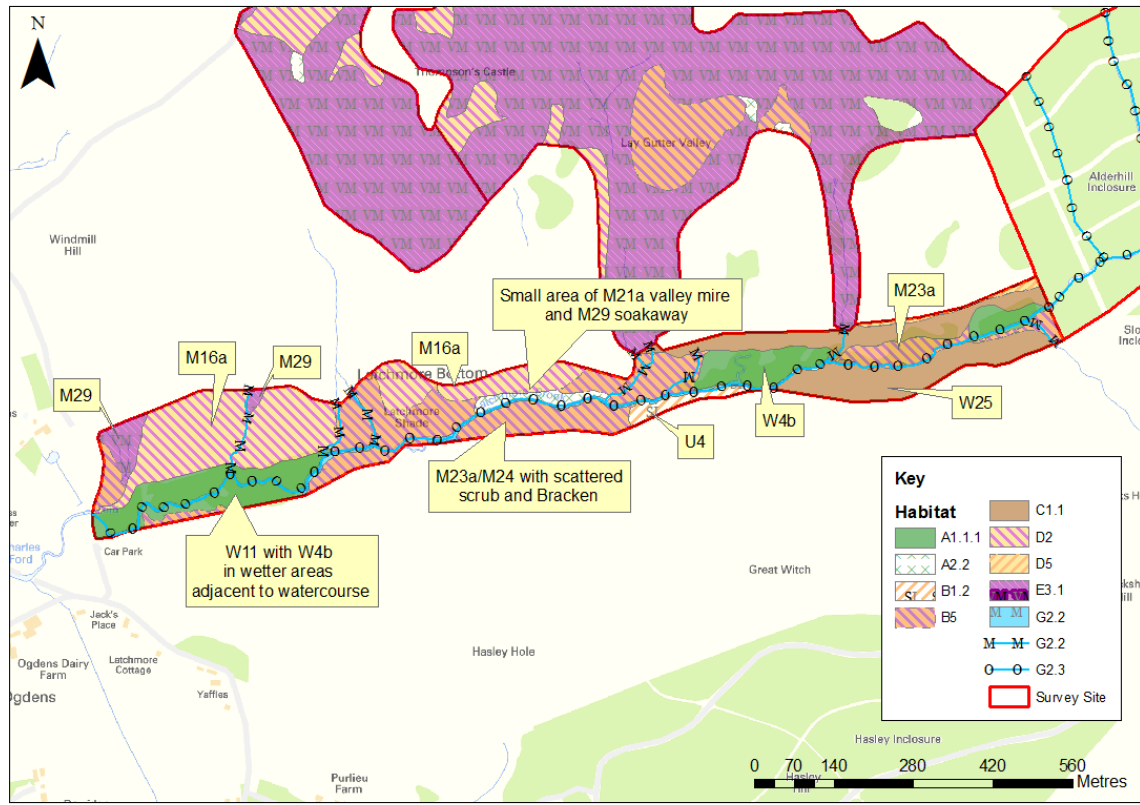 N
Thompson's Castle
Lay Gutter Valley
Alderhill
Inclosure
Windmill
Hill
Small area of M21a valley mire
and M29 soakaway
M23a
M16a
M29
M16a
Latchmore Bottom
M29
Latchmore
Shade
W25
W4b
U4
M23a/M24 with scattered
scrub and Bracken
Car Park
W11 with W4b
in wetter areas
adjacent to watercourse
Ford
Great Witch
Jack's
Place
Latchmore
Cottage
Ogdens Dairy
Farm
Yaffles
Hasley Hole
Hasley Inclosure
Purlieu
Farm
Hasley
Hill
Key
Habitat
A1.1.1
A2.2
B1.2
B5
C1.1
D2
D5
E3.1
G2.2
M M G2.2
O O G2.3
Survey Site
0 70 140 280 420 560
Metres